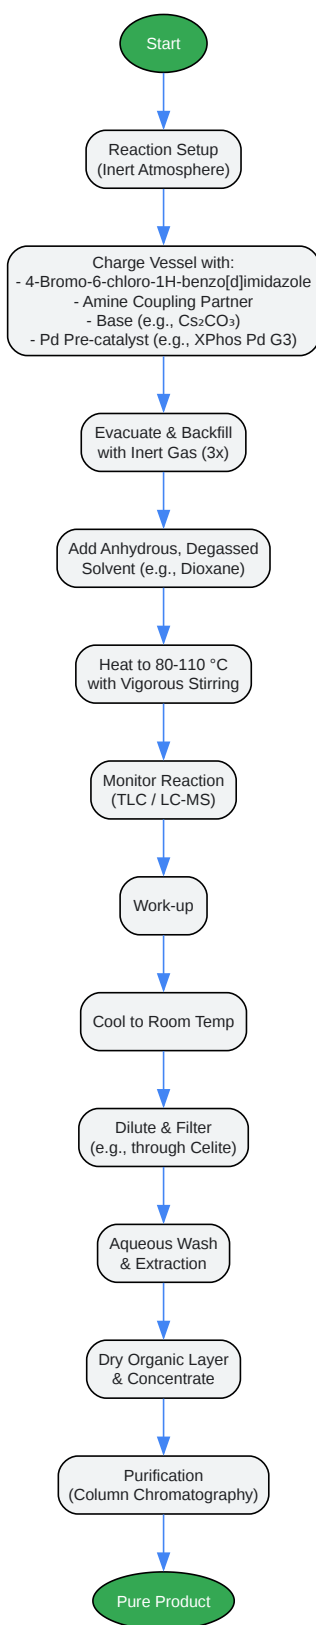 Start
Reaction Setup
(Inert Atmosphere)
Charge Vessel with:
- 4-Bromo-6-chloro-1H-benzo[d]imidazole
- Amine Coupling Partner
- Base (e.g., Cs₂CO₃)
- Pd Pre-catalyst (e.g., XPhos Pd G3)
Evacuate & Backfill
with Inert Gas (3x)
Add Anhydrous, Degassed
Solvent (e.g., Dioxane)
Heat to 80-110 °C
with Vigorous Stirring
Monitor Reaction
(TLC / LC-MS)
Work-up
Cool to Room Temp
Dilute & Filter
(e.g., through Celite)
Aqueous Wash
& Extraction
Dry Organic Layer
& Concentrate
Purification
(Column Chromatography)
Pure Product